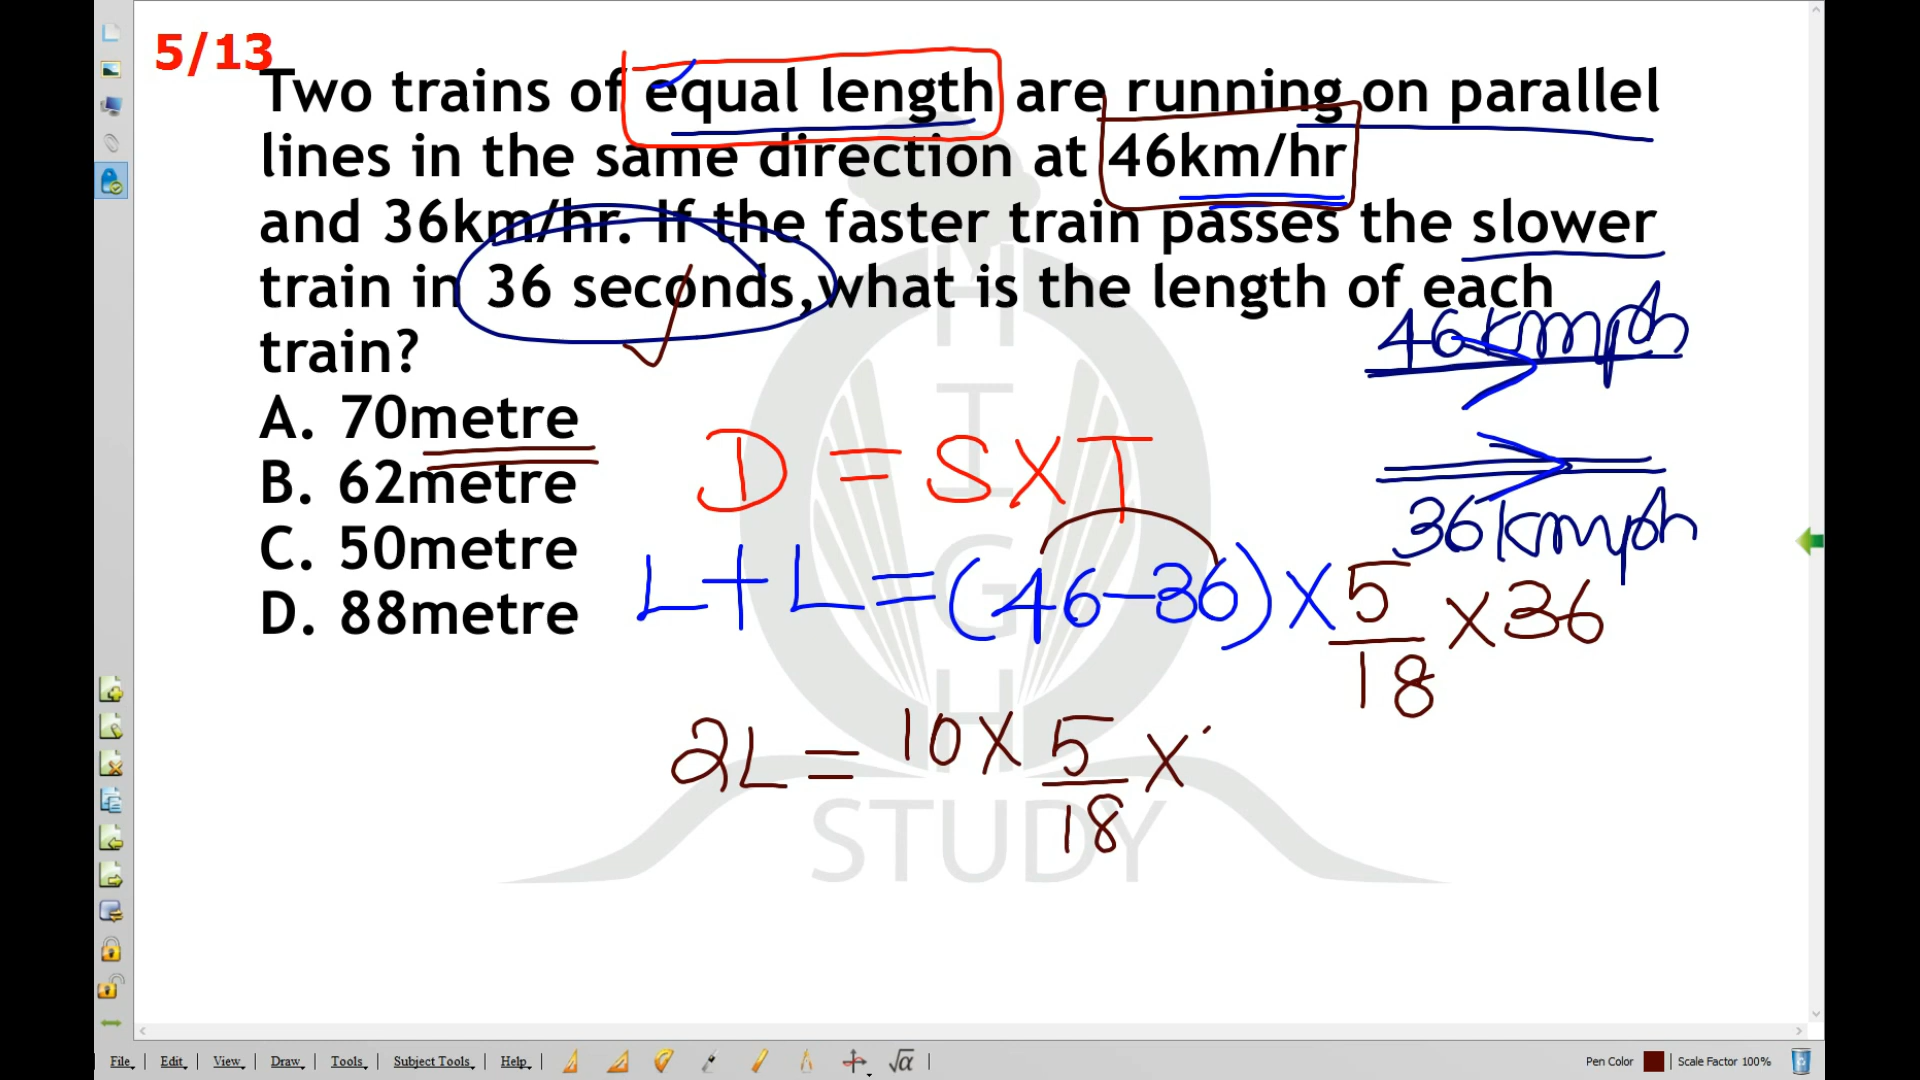 5/13
Two trains of equal length are running on parallel
lines in the same direction at 46km/hr
and 36km/hr. If the faster train passes the slower
train in 36 seconds,what is the length of each
train?
46kmph
A. 70metre
D = S X T
B. 62metre
36kmph
C. 50metre
L+L=(46-36)× 5/18 ×36
D. 88metre
2L = 10× 5/18 ×
HIGH
STUDY
File Edit View Draw Tools Subject Tools Help √α Pen Color Scale Factor 100%